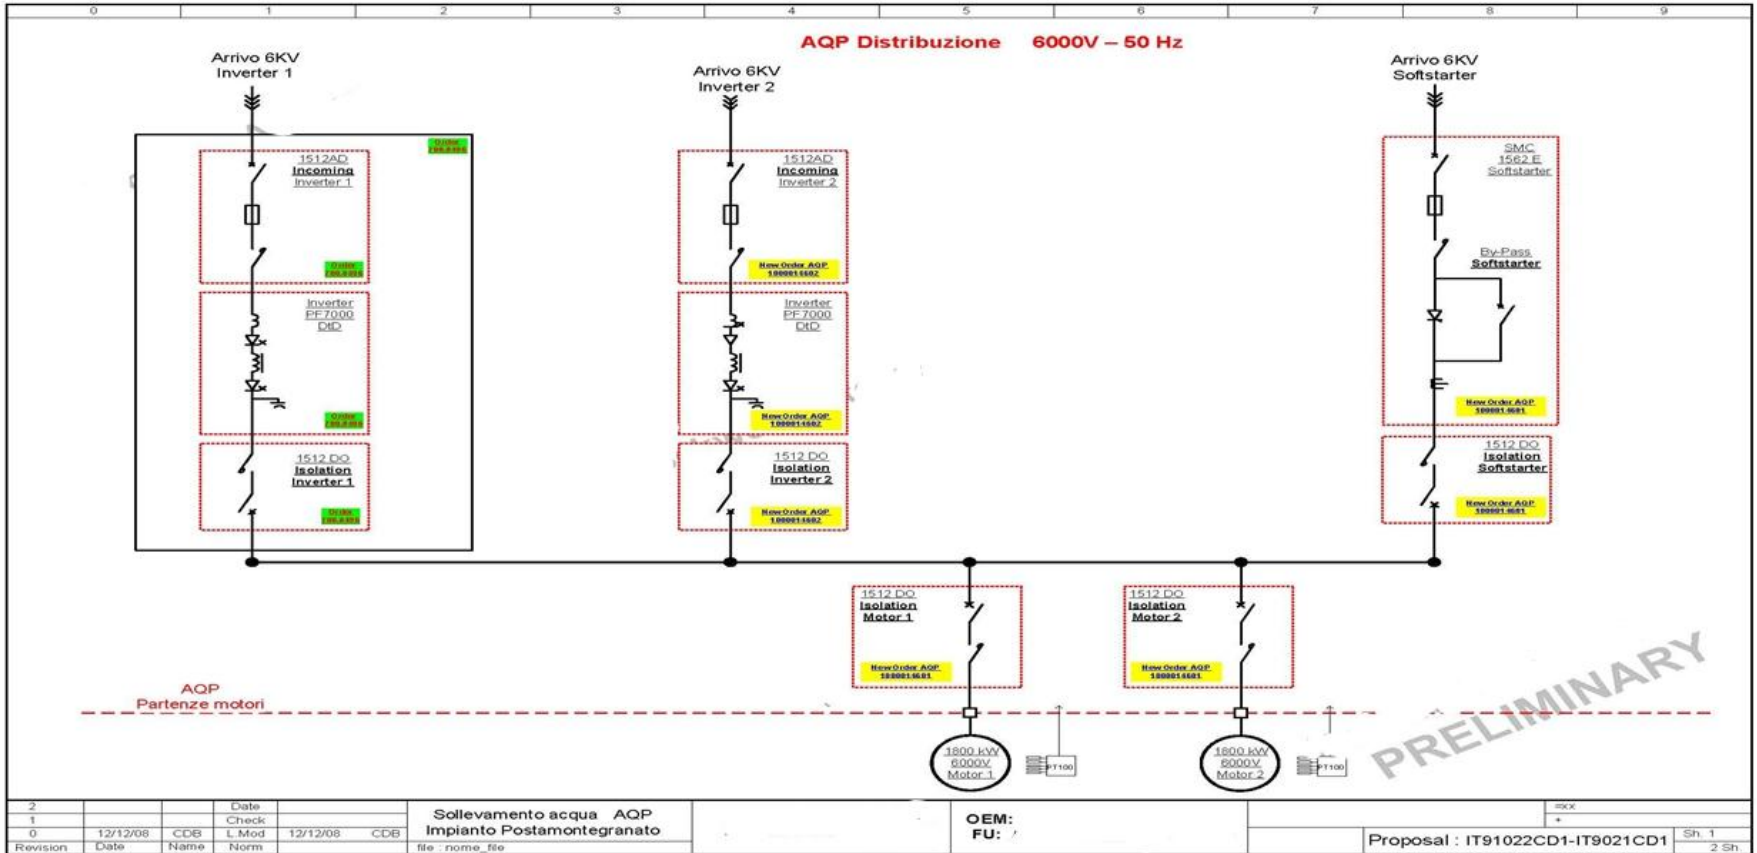 0 1 2 3 4 5 6 7 8 9
AQP Distribuzione 6000V – 50 Hz
Arrivo 6KV
Inverter 1
Arrivo 6KV
Inverter 2
Arrivo 6KV
Softstarter
Order
1512AD
Incoming
Inverter 1
Order
Inverter
PF7000
DtD
Order
1512 DO
Isolation
Inverter 1
Order
1512AD
Incoming
Inverter 2
New Order AQP
1000014602
Inverter
PF7000
DtD
New Order AQP
1000014602
1512 DO
Isolation
Inverter 2
New Order AQP
1000014602
SMC
1562 E
Softstarter
By-Pass
Softstarter
New Order AQP
1000014601
1512 DO
Isolation
Softstarter
New Order AQP
1000014601
1512 DO
Isolation
Motor 1
New Order AQP
1000014601
1512 DO
Isolation
Motor 2
New Order AQP
1000014601
AQP
Partenze motori
1800 kW
6000V
Motor 1
PT100
1800 kW
6000V
Motor 2
PT100
PRELIMINARY
2 Date
1 Check
0 12/12/08 CDB L.Mod 12/12/08 CDB
Revision Date Name Norm
Sollevamento acqua AQP
Impianto Postamontegranato
file : nome_file
OEM:
FU:
=xx
+
Proposal : IT91022CD1-IT9021CD1
Sh. 1
2 Sh.